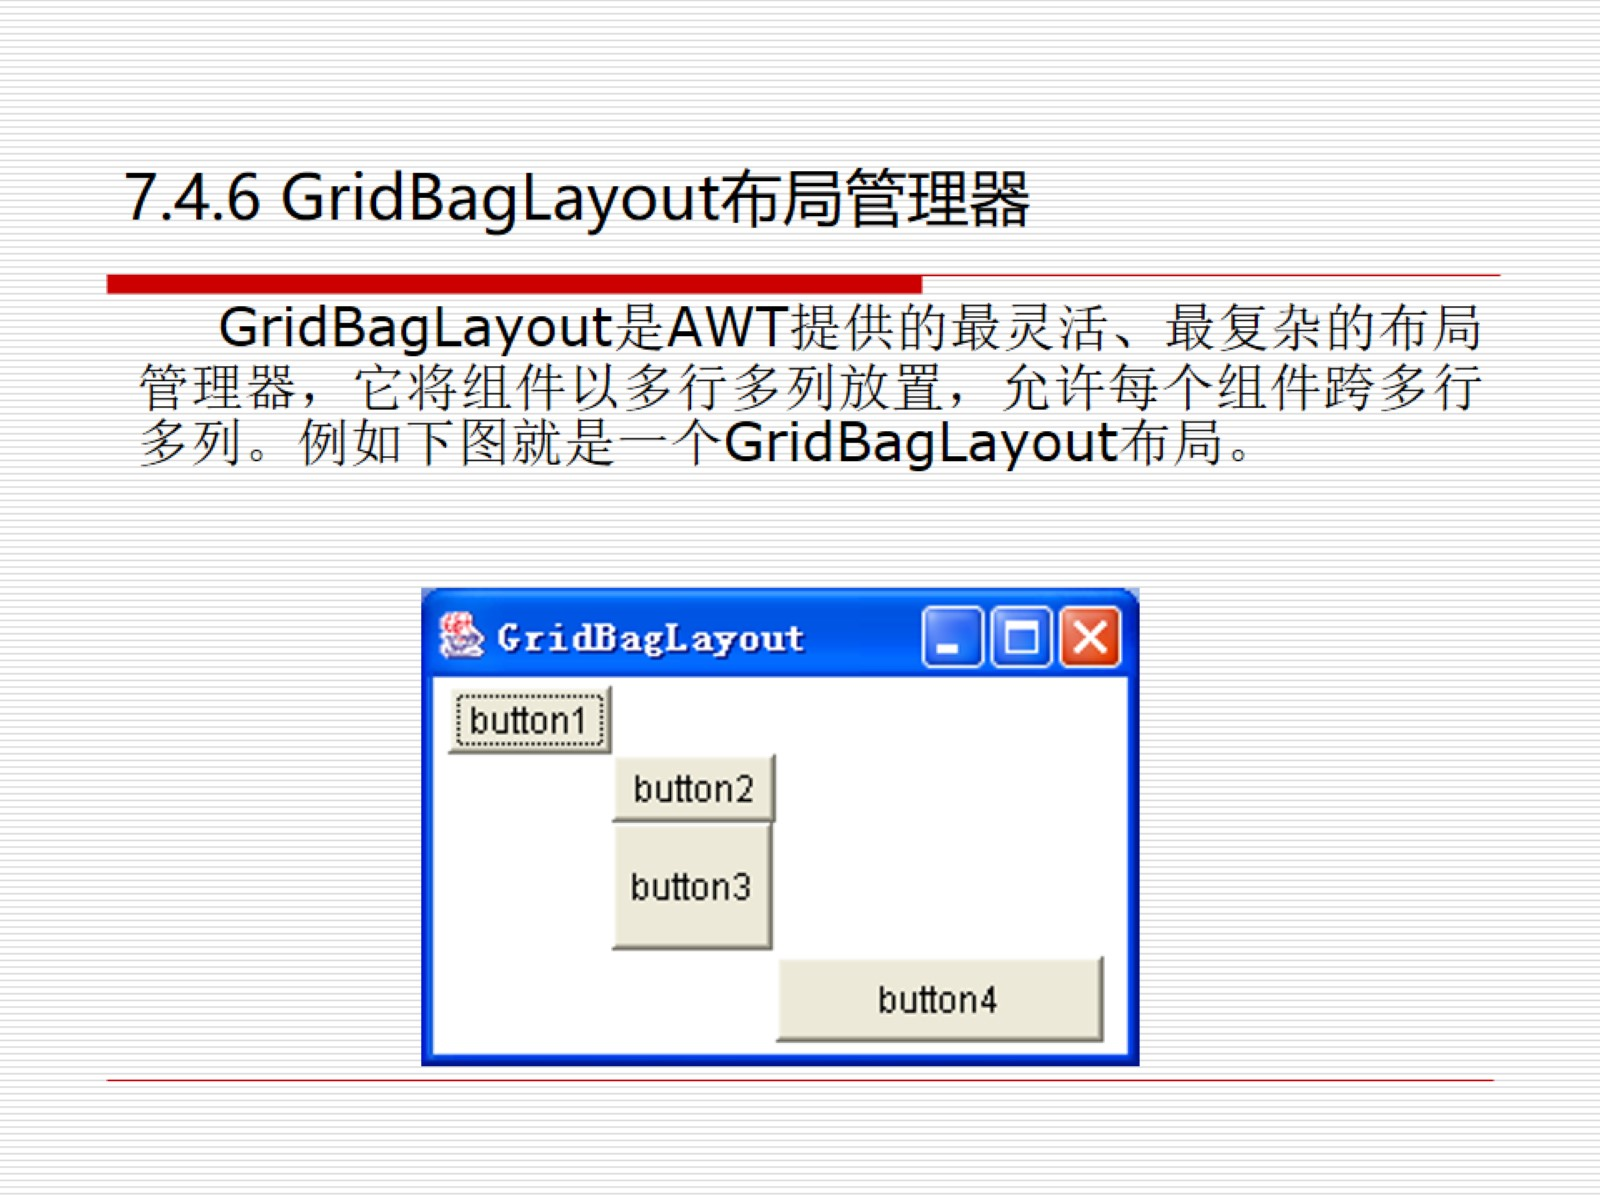 7.4.6 GridBagLayout布局管理器
GridBagLayout是AWT提供的最灵活、最复杂的布局
管理器，它将组件以多行多列放置，允许每个组件跨多行
多列。例如下图就是一个GridBagLayout布局。
GridBagLayout
button1
button2
button3
button4